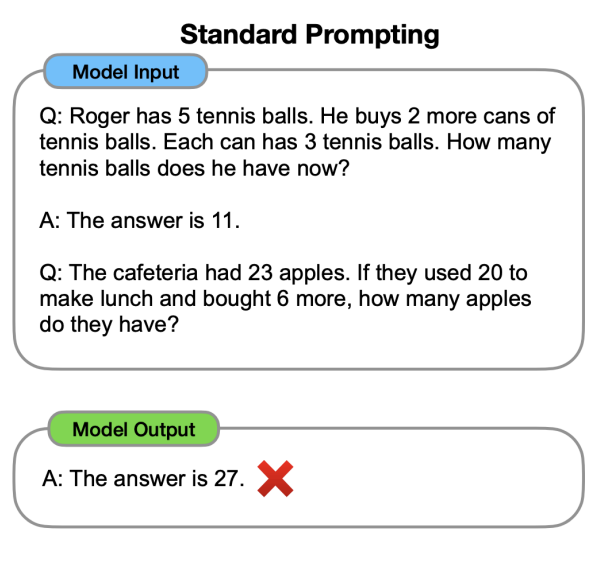 Standard Prompting
Model Input
Q: Roger has 5 tennis balls. He buys 2 more cans of
tennis balls. Each can has 3 tennis balls. How many
tennis balls does he have now?
A: The answer is 11.
Q: The cafeteria had 23 apples. If they used 20 to
make lunch and bought 6 more, how many apples
do they have?
Model Output
A: The answer is 27.